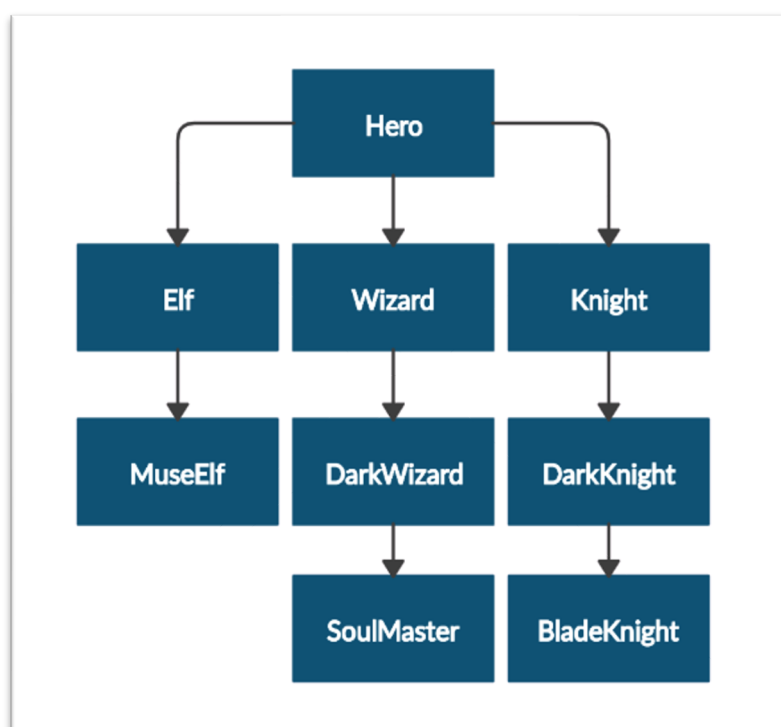 Hero
Elf
Wizard
Knight
MuseElf
DarkWizard
DarkKnight
SoulMaster
BladeKnight